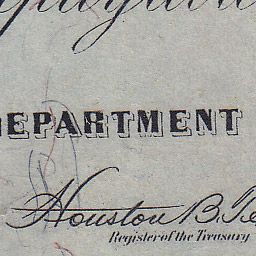 DEPARTMENT
Houston B. Te
Register of the Treasury